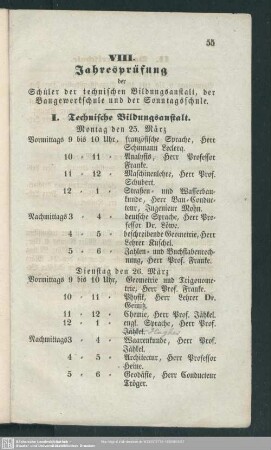 55
VIII.
Jahresprüfung
der
Schüler der technischen Bildungsanstalt, der
Baugewerkschule und der Sonntagsschule.
I. Technische Bildungsanstalt.
Montag den 25. März
Vormittags 9 bis 10 Uhr, französische Sprache, Herr
Schumann Leclerq.
10 = 11 = Analysis, Herr Professor
Franke.
11 = 12 = Maschinenlehre, Herr Prof.
Schubert.
12 = 1 = Straßen- und Wasserbau-
kunde, Herr Bau-Conduc-
teur, Ingenieur Mohn.
Nachmittags 3 = 4 = deutsche Sprache, Herr Pro-
fessor Dr. Löwe.
4 = 5 = beschreibende Geometrie, Herr
Lehrer Kuschel.
5 = 6 = Zahlen- und Buchstabenrech-
nung, Herr Prof. Franke.
Dienstag den 26. März
Vormittags 9 bis 10 Uhr, Geometrie und Trigonome-
trie, Herr Prof. Franke.
10 = 11 = Physik, Herr Lehrer Dr.
Geinitz.
11 = 12 = Chemie, Herr Prof. Jähkel.
12 = 1 = engl. Sprache, Herr Prof.
Jähkel.
Nachmittags 3 = 4 = Waarenkunde, Herr Prof.
Jähkel.
4 = 5 = Architectur, Herr Professor
Heine.
5 = 6 = Geodäsie, Herr Conducteur
Tröger.